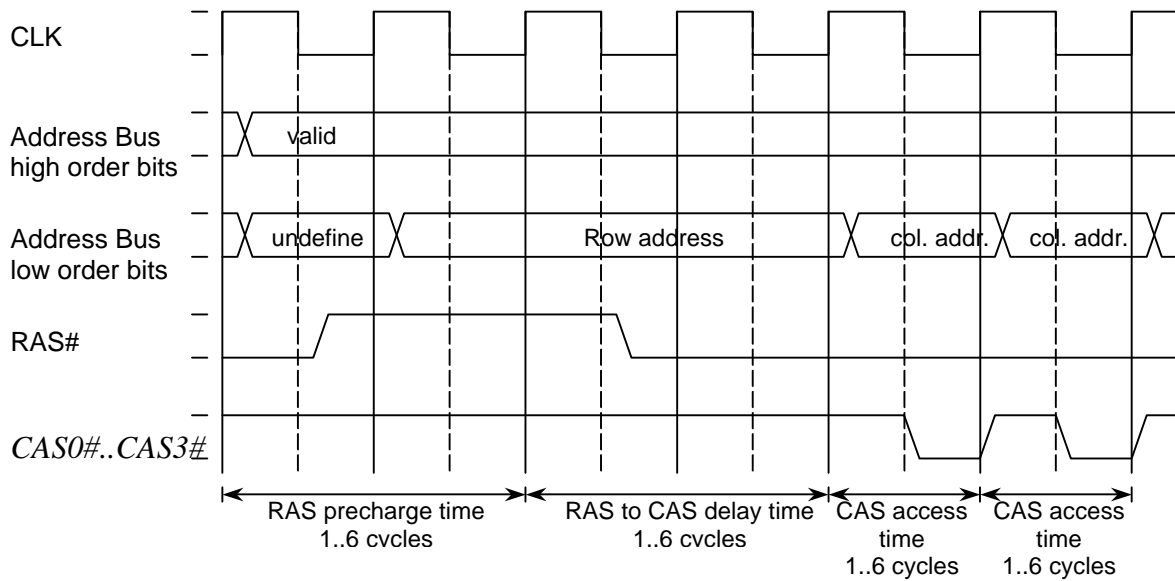 CLK
Address Bus
high order bits
valid
Address Bus
low order bits
undefine
Row address
col. addr.
col. addr.
RAS#
CAS0#..CAS3#
RAS precharge time
1..6 cycles
RAS to CAS delay time
1..6 cycles
CAS access
time
1..6 cycles
CAS access
time
1..6 cycles